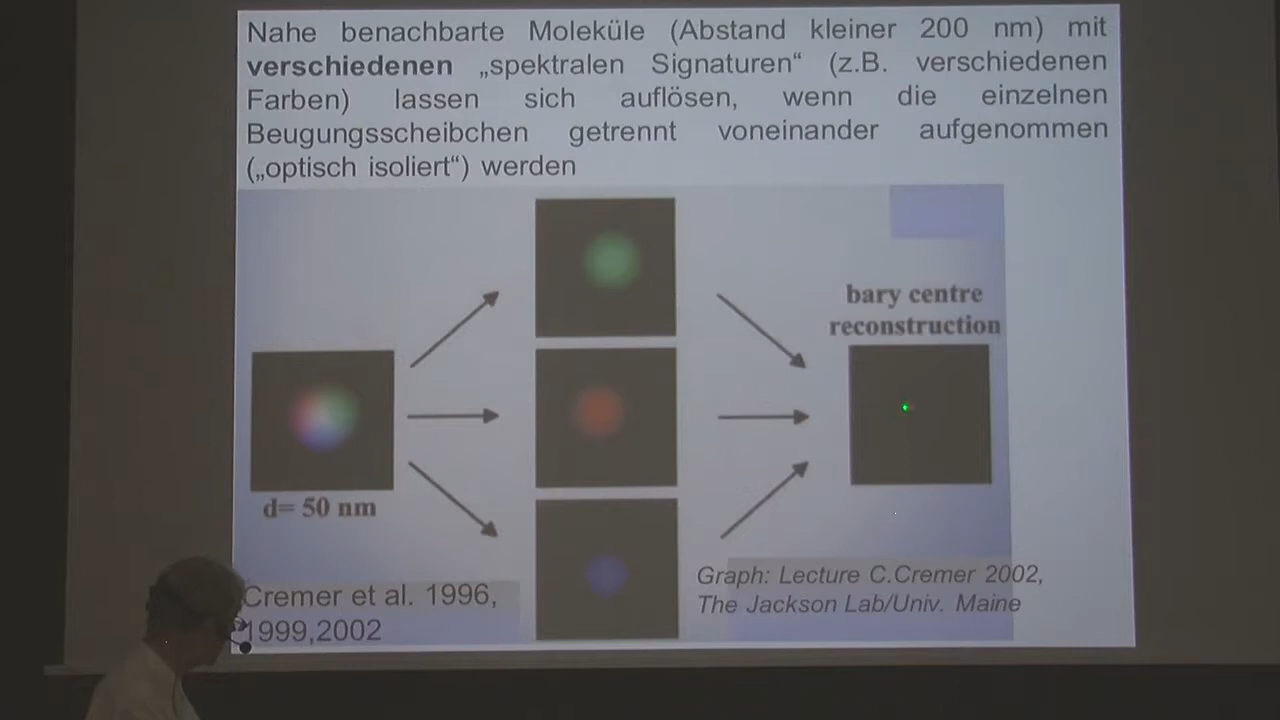 Nahe benachbarte Moleküle (Abstand kleiner 200 nm) mit
verschiedenen „spektralen Signaturen“ (z.B. verschiedenen
Farben) lassen sich auflösen, wenn die einzelnen
Beugungsscheibchen getrennt voneinander aufgenommen
(„optisch isoliert“) werden
bary centre
reconstruction
d= 50 nm
Cremer et al. 1996,
1999,2002
Graph: Lecture C.Cremer 2002,
The Jackson Lab/Univ. Maine